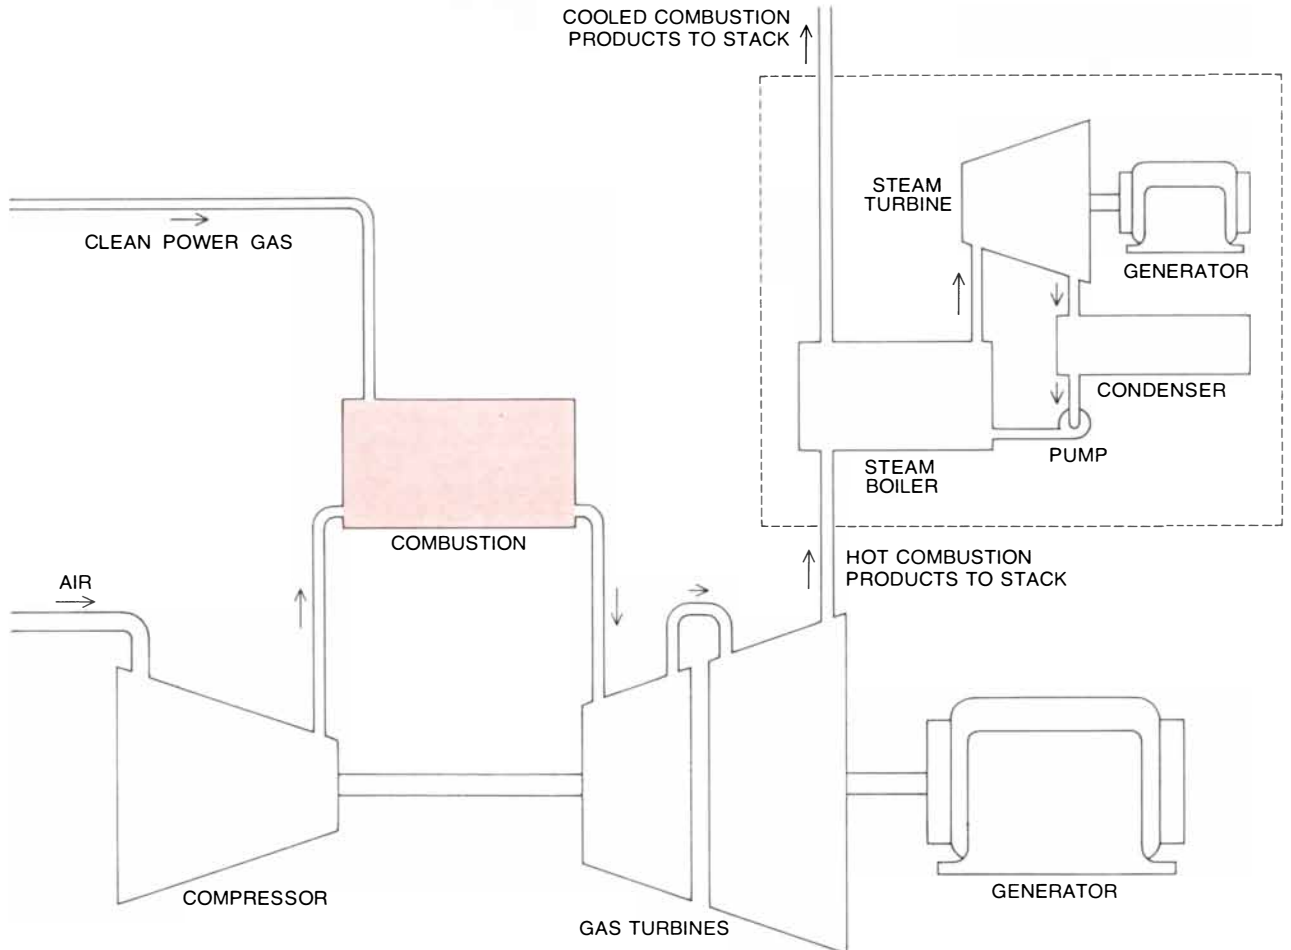 COOLED COMBUSTION
PRODUCTS TO STACK
STEAM
TURBINE
CLEAN POWER GAS
GENERATOR
CONDENSER
PUMP
STEAM
BOILER
COMBUSTION
HOT COMBUSTION
PRODUCTS TO STACK
AIR
COMPRESSOR
GENERATOR
GAS TURBINES